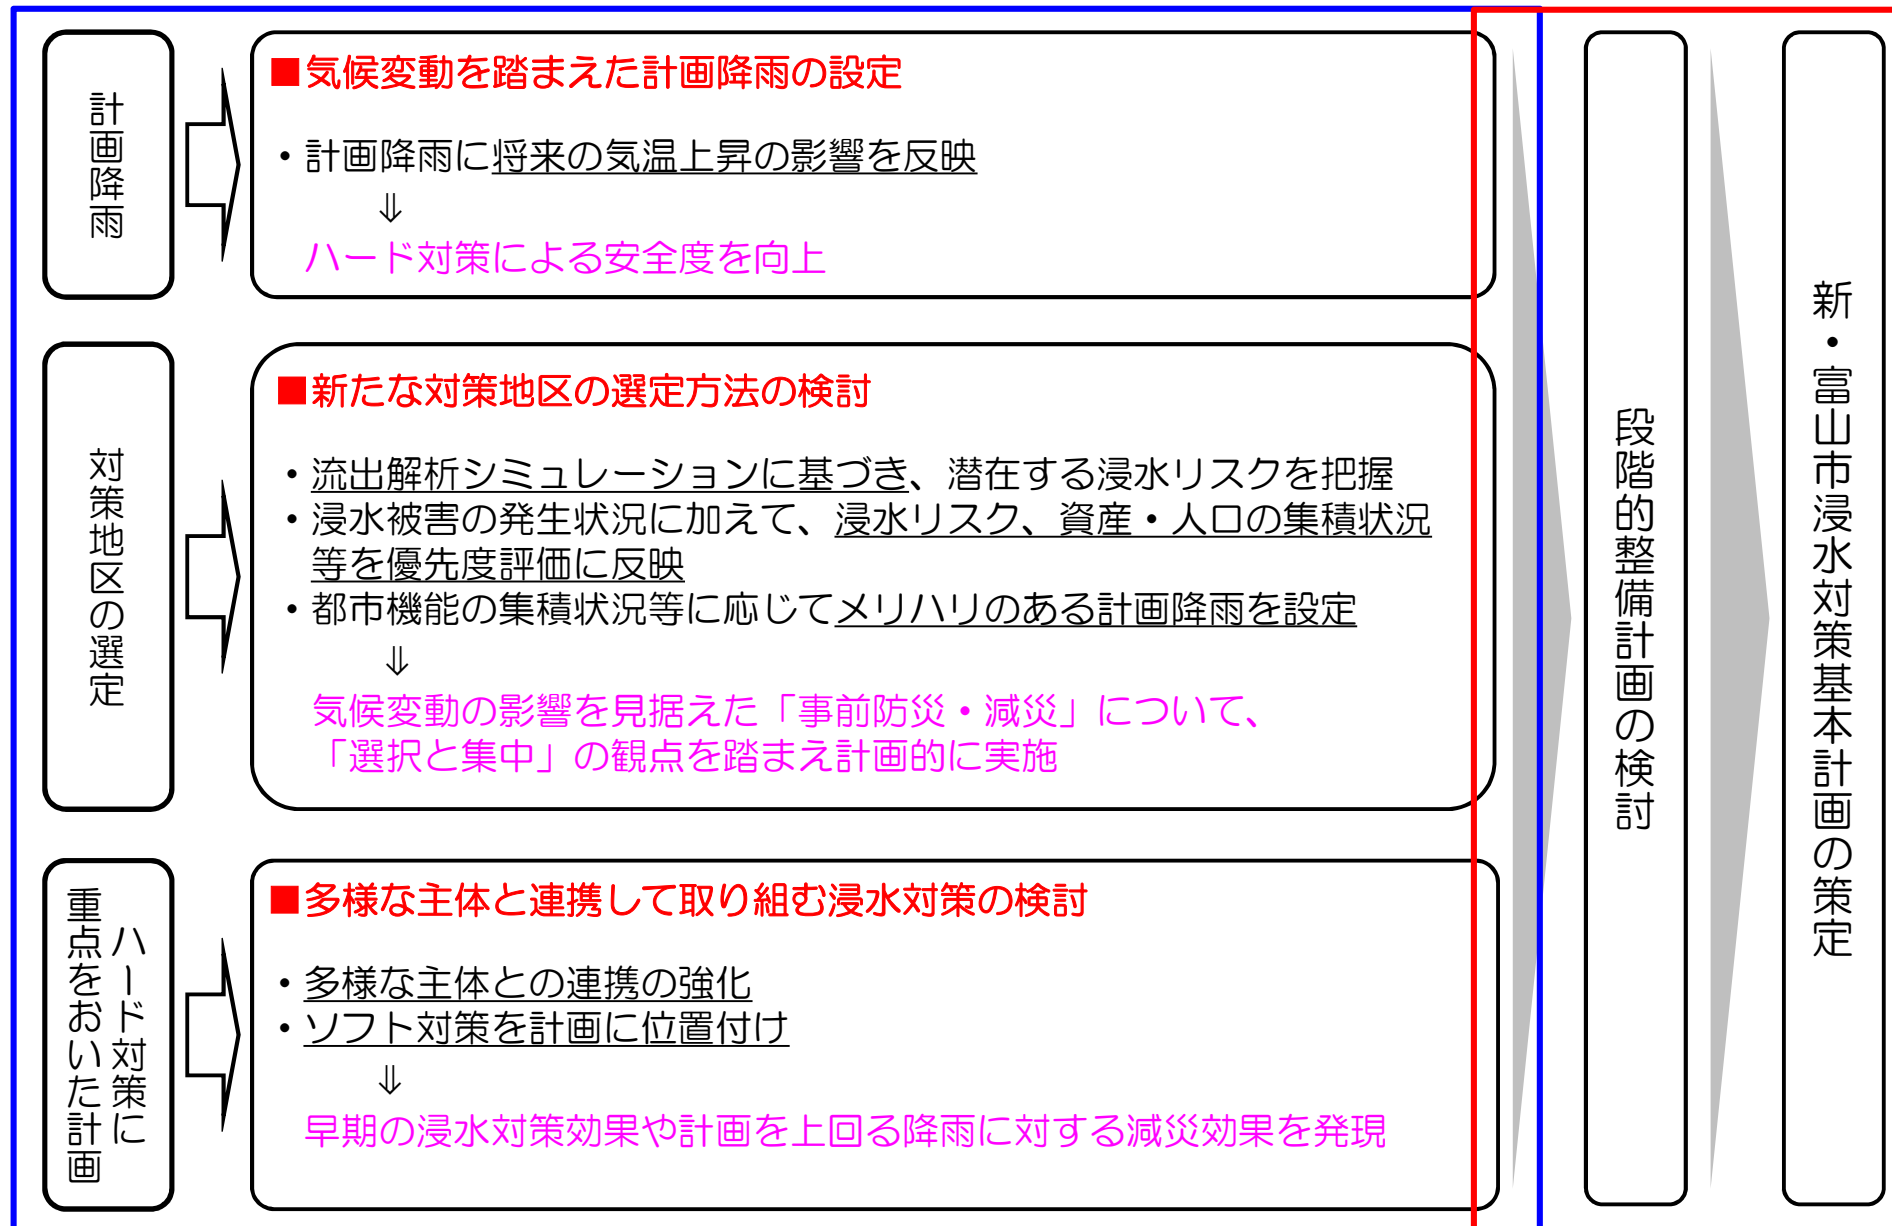 計画降雨
■気候変動を踏まえた計画降雨の設定
・計画降雨に将来の気温上昇の影響を反映
⇓
ハード対策による安全度を向上
対策地区の選定
■新たな対策地区の選定方法の検討
・流出解析シミュレーションに基づき、潜在する浸水リスクを把握
・浸水被害の発生状況に加えて、浸水リスク、資産・人口の集積状況
等を優先度評価に反映
・都市機能の集積状況等に応じてメリハリのある計画降雨を設定
⇓
気候変動の影響を見据えた「事前防災・減災」について、
「選択と集中」の観点を踏まえ計画的に実施
ハード対策に
重点をおいた計画
■多様な主体と連携して取り組む浸水対策の検討
・多様な主体との連携の強化
・ソフト対策を計画に位置付け
⇓
早期の浸水対策効果や計画を上回る降雨に対する減災効果を発現
段階的整備計画の検討
新・富山市浸水対策基本計画の策定